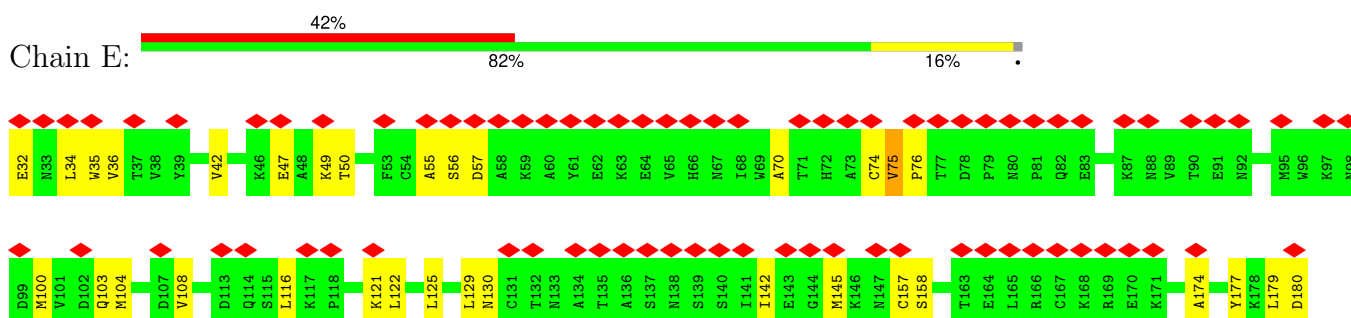 42%
Chain E:
82% 16% •
E32 N33 L34 W35 V36 T37 V38 Y39 V42 K46 E47 A48 K49 T50 F53 C54 A55 S56 D57 A58 K59 A60 Y61 E62 K63 E64 V65 H66 N67 I68 W69 A70 T71 H72 A73 C74 V75 P76 T77 D78 P79 N80 P81 Q82 E83 K87 N88 V89 T90 E91 N92 M95 W96 K97 N98
D99 M100 V101 D102 Q103 M104 D107 V108 D113 Q114 S115 L116 K117 P118 K121 L122 L125 L129 N130 C131 T132 N133 A134 T135 A136 S137 N138 S139 S140 I141 I142 E143 G144 M145 K146 N147 C157 S158 T163 E164 L165 R166 C167 K168 R169 E170 K171 A174 Y177 K178 L179 D180